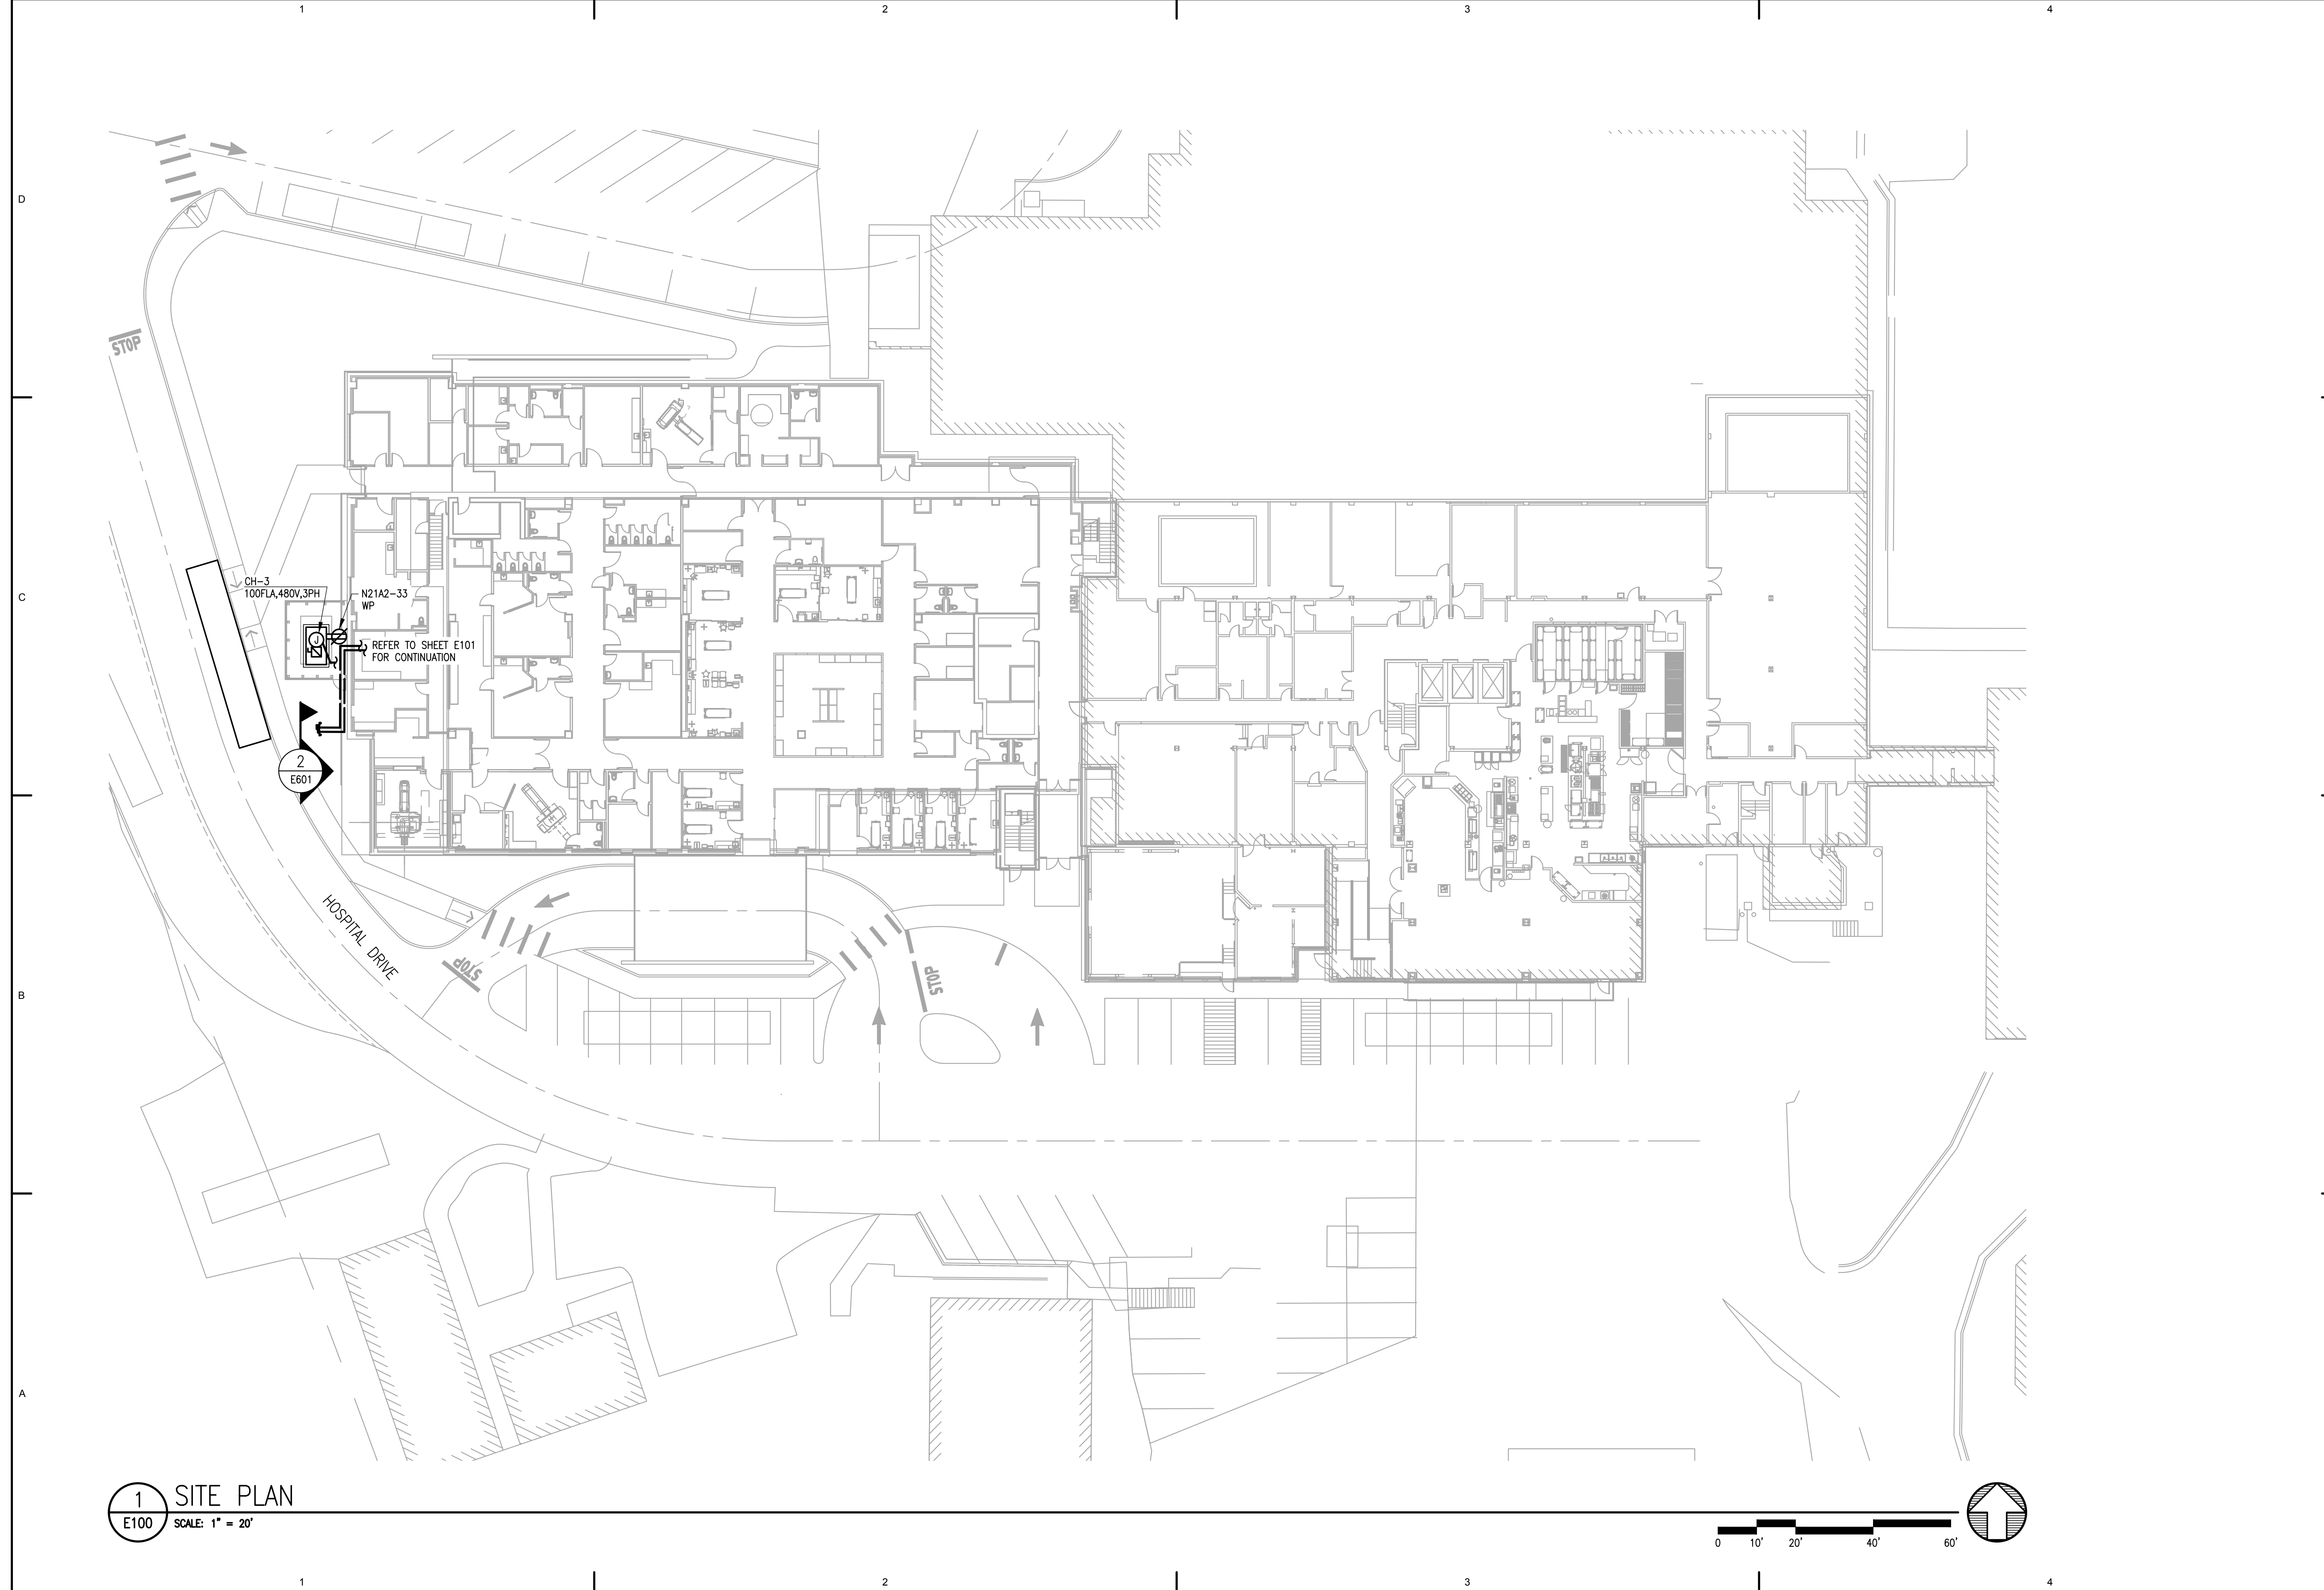 1 2 3 4
D
STOP
C
CH-3
100FLA,480V,3PH
N21A2-33
WP
J
REFER TO SHEET E101
FOR CONTINUATION
2
E601
HOSPITAL DRIVE
STOP
STOP
B
A
1
E100
SITE PLAN
SCALE: 1" = 20'
0 10' 20' 40' 60'
1 2 3 4